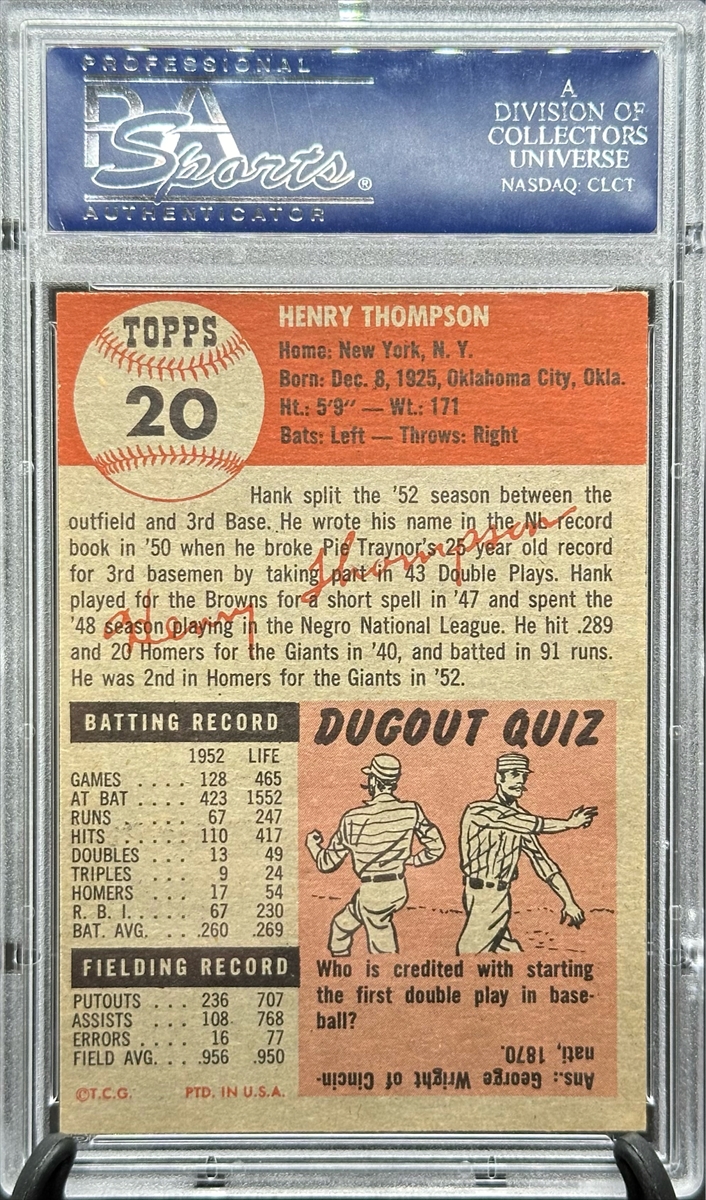 PROFESSIONAL
PSA
Sports®
AUTHENTICATOR
A
DIVISION OF
COLLECTORS
UNIVERSE
NASDAQ: CLCT
TOPPS
20
HENRY THOMPSON
Home: New York, N. Y.
Born: Dec. 8, 1925, Oklahoma City, Okla.
Ht.: 5'9" — Wt.: 171
Bats: Left — Throws: Right
Hank split the '52 season between the
outfield and 3rd Base. He wrote his name in the NL record
book in '50 when he broke Pie Traynor's 25 year old record
for 3rd basemen by taking part in 43 Double Plays. Hank
played for the Browns for a short spell in '47 and spent the
'48 season playing in the Negro National League. He hit .289
and 20 Homers for the Giants in '40, and batted in 91 runs.
He was 2nd in Homers for the Giants in '52.
Henry Thompson
BATTING RECORD
1952 LIFE
GAMES . . . . 128 465
AT BAT . . . . 423 1552
RUNS . . . . . 67 247
HITS . . . . . 110 417
DOUBLES . . . 13 49
TRIPLES . . . 9 24
HOMERS . . . 17 54
R. B. I. . . . . 67 230
BAT. AVG. . . . .260 .269
FIELDING RECORD
PUTOUTS . . . 236 707
ASSISTS . . . 108 768
ERRORS . . . . 16 77
FIELD AVG. . . .956 .950
©T.C.G. PTD. IN U.S.A.
DUGOUT QUIZ
Who is credited with starting
the first double play in base-
ball?
Ans.: George Wright of Cincin-
nati, 1870.